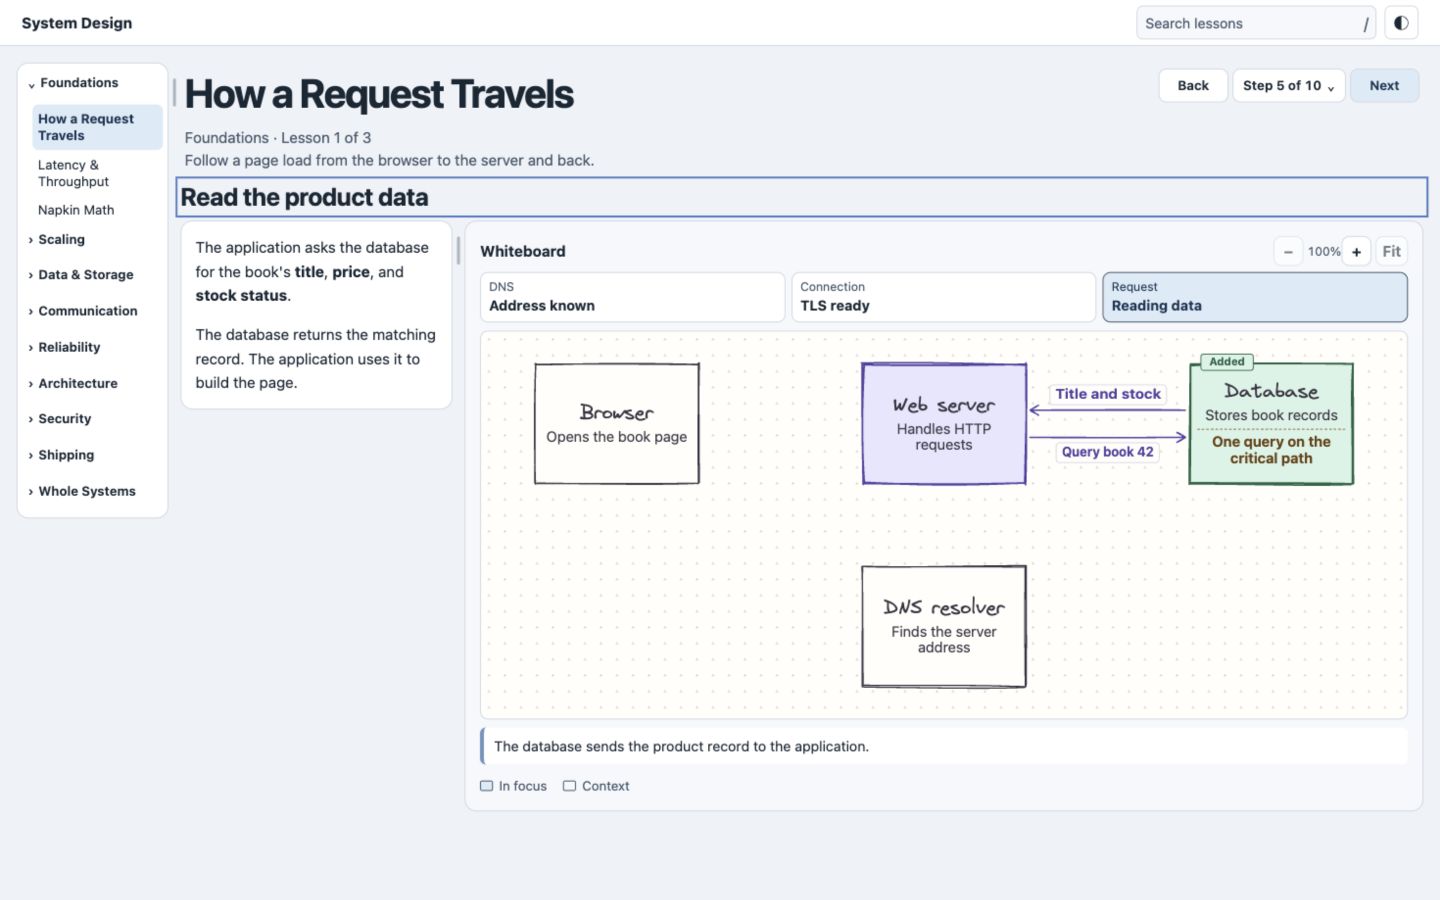 System Design
Search lessons /
Foundations
How a Request
Travels
Latency &
Throughput
Napkin Math
Scaling
Data & Storage
Communication
Reliability
Architecture
Security
Shipping
Whole Systems
How a Request Travels
Back
Step 5 of 10
Next
Foundations · Lesson 1 of 3
Follow a page load from the browser to the server and back.
Read the product data
The application asks the database
for the book's title, price, and
stock status.
The database returns the matching
record. The application uses it to
build the page.
Whiteboard
− 100% + Fit
DNS
Address known
Connection
TLS ready
Request
Reading data
Browser
Opens the book page
Web server
Handles HTTP
requests
Title and stock
Query book 42
Added
Database
Stores book records
One query on the
critical path
DNS resolver
Finds the server
address
The database sends the product record to the application.
In focus
Context